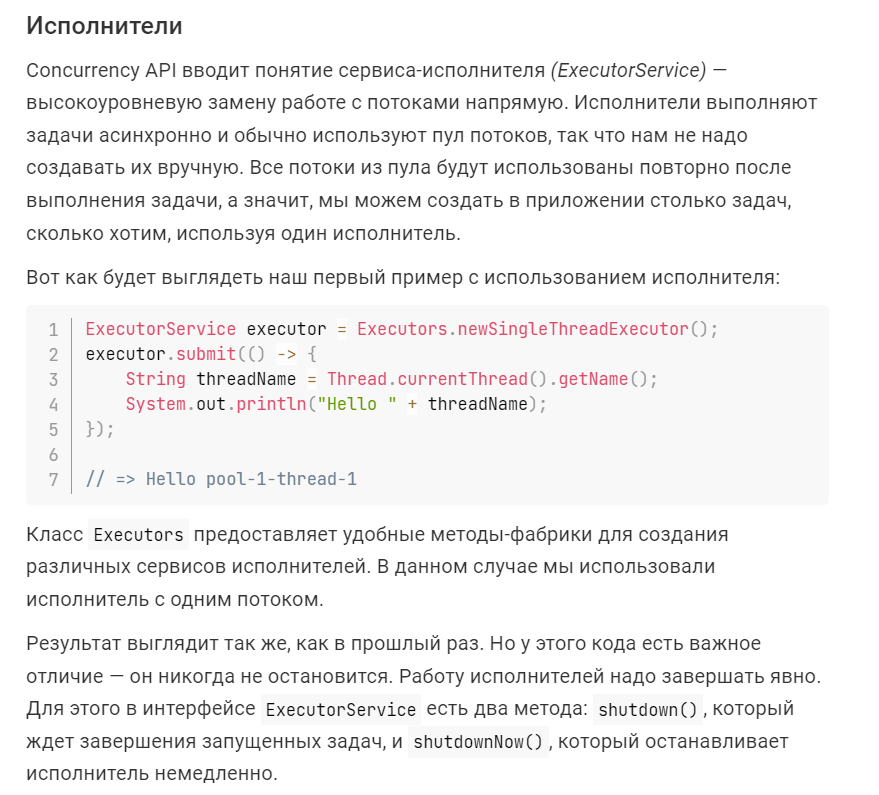 Исполнители
Concurrency API вводит понятие сервиса-исполнителя (ExecutorService) —
высокоуровневую замену работе с потоками напрямую. Исполнители выполняют
задачи асинхронно и обычно используют пул потоков, так что нам не надо
создавать их вручную. Все потоки из пула будут использованы повторно после
выполнения задачи, а значит, мы можем создать в приложении столько задач,
сколько хотим, используя один исполнитель.
Вот как будет выглядеть наш первый пример с использованием исполнителя:
1 ExecutorService executor = Executors.newSingleThreadExecutor();
2 executor.submit(() -> {
3     String threadName = Thread.currentThread().getName();
4     System.out.println("Hello " + threadName);
5 });
6
7 // => Hello pool-1-thread-1
Класс Executors предоставляет удобные методы-фабрики для создания
различных сервисов исполнителей. В данном случае мы использовали
исполнитель с одним потоком.
Результат выглядит так же, как в прошлый раз. Но у этого кода есть важное
отличие — он никогда не остановится. Работу исполнителей надо завершать явно.
Для этого в интерфейсе ExecutorService есть два метода: shutdown(), который
ждет завершения запущенных задач, и shutdownNow(), который останавливает
исполнитель немедленно.